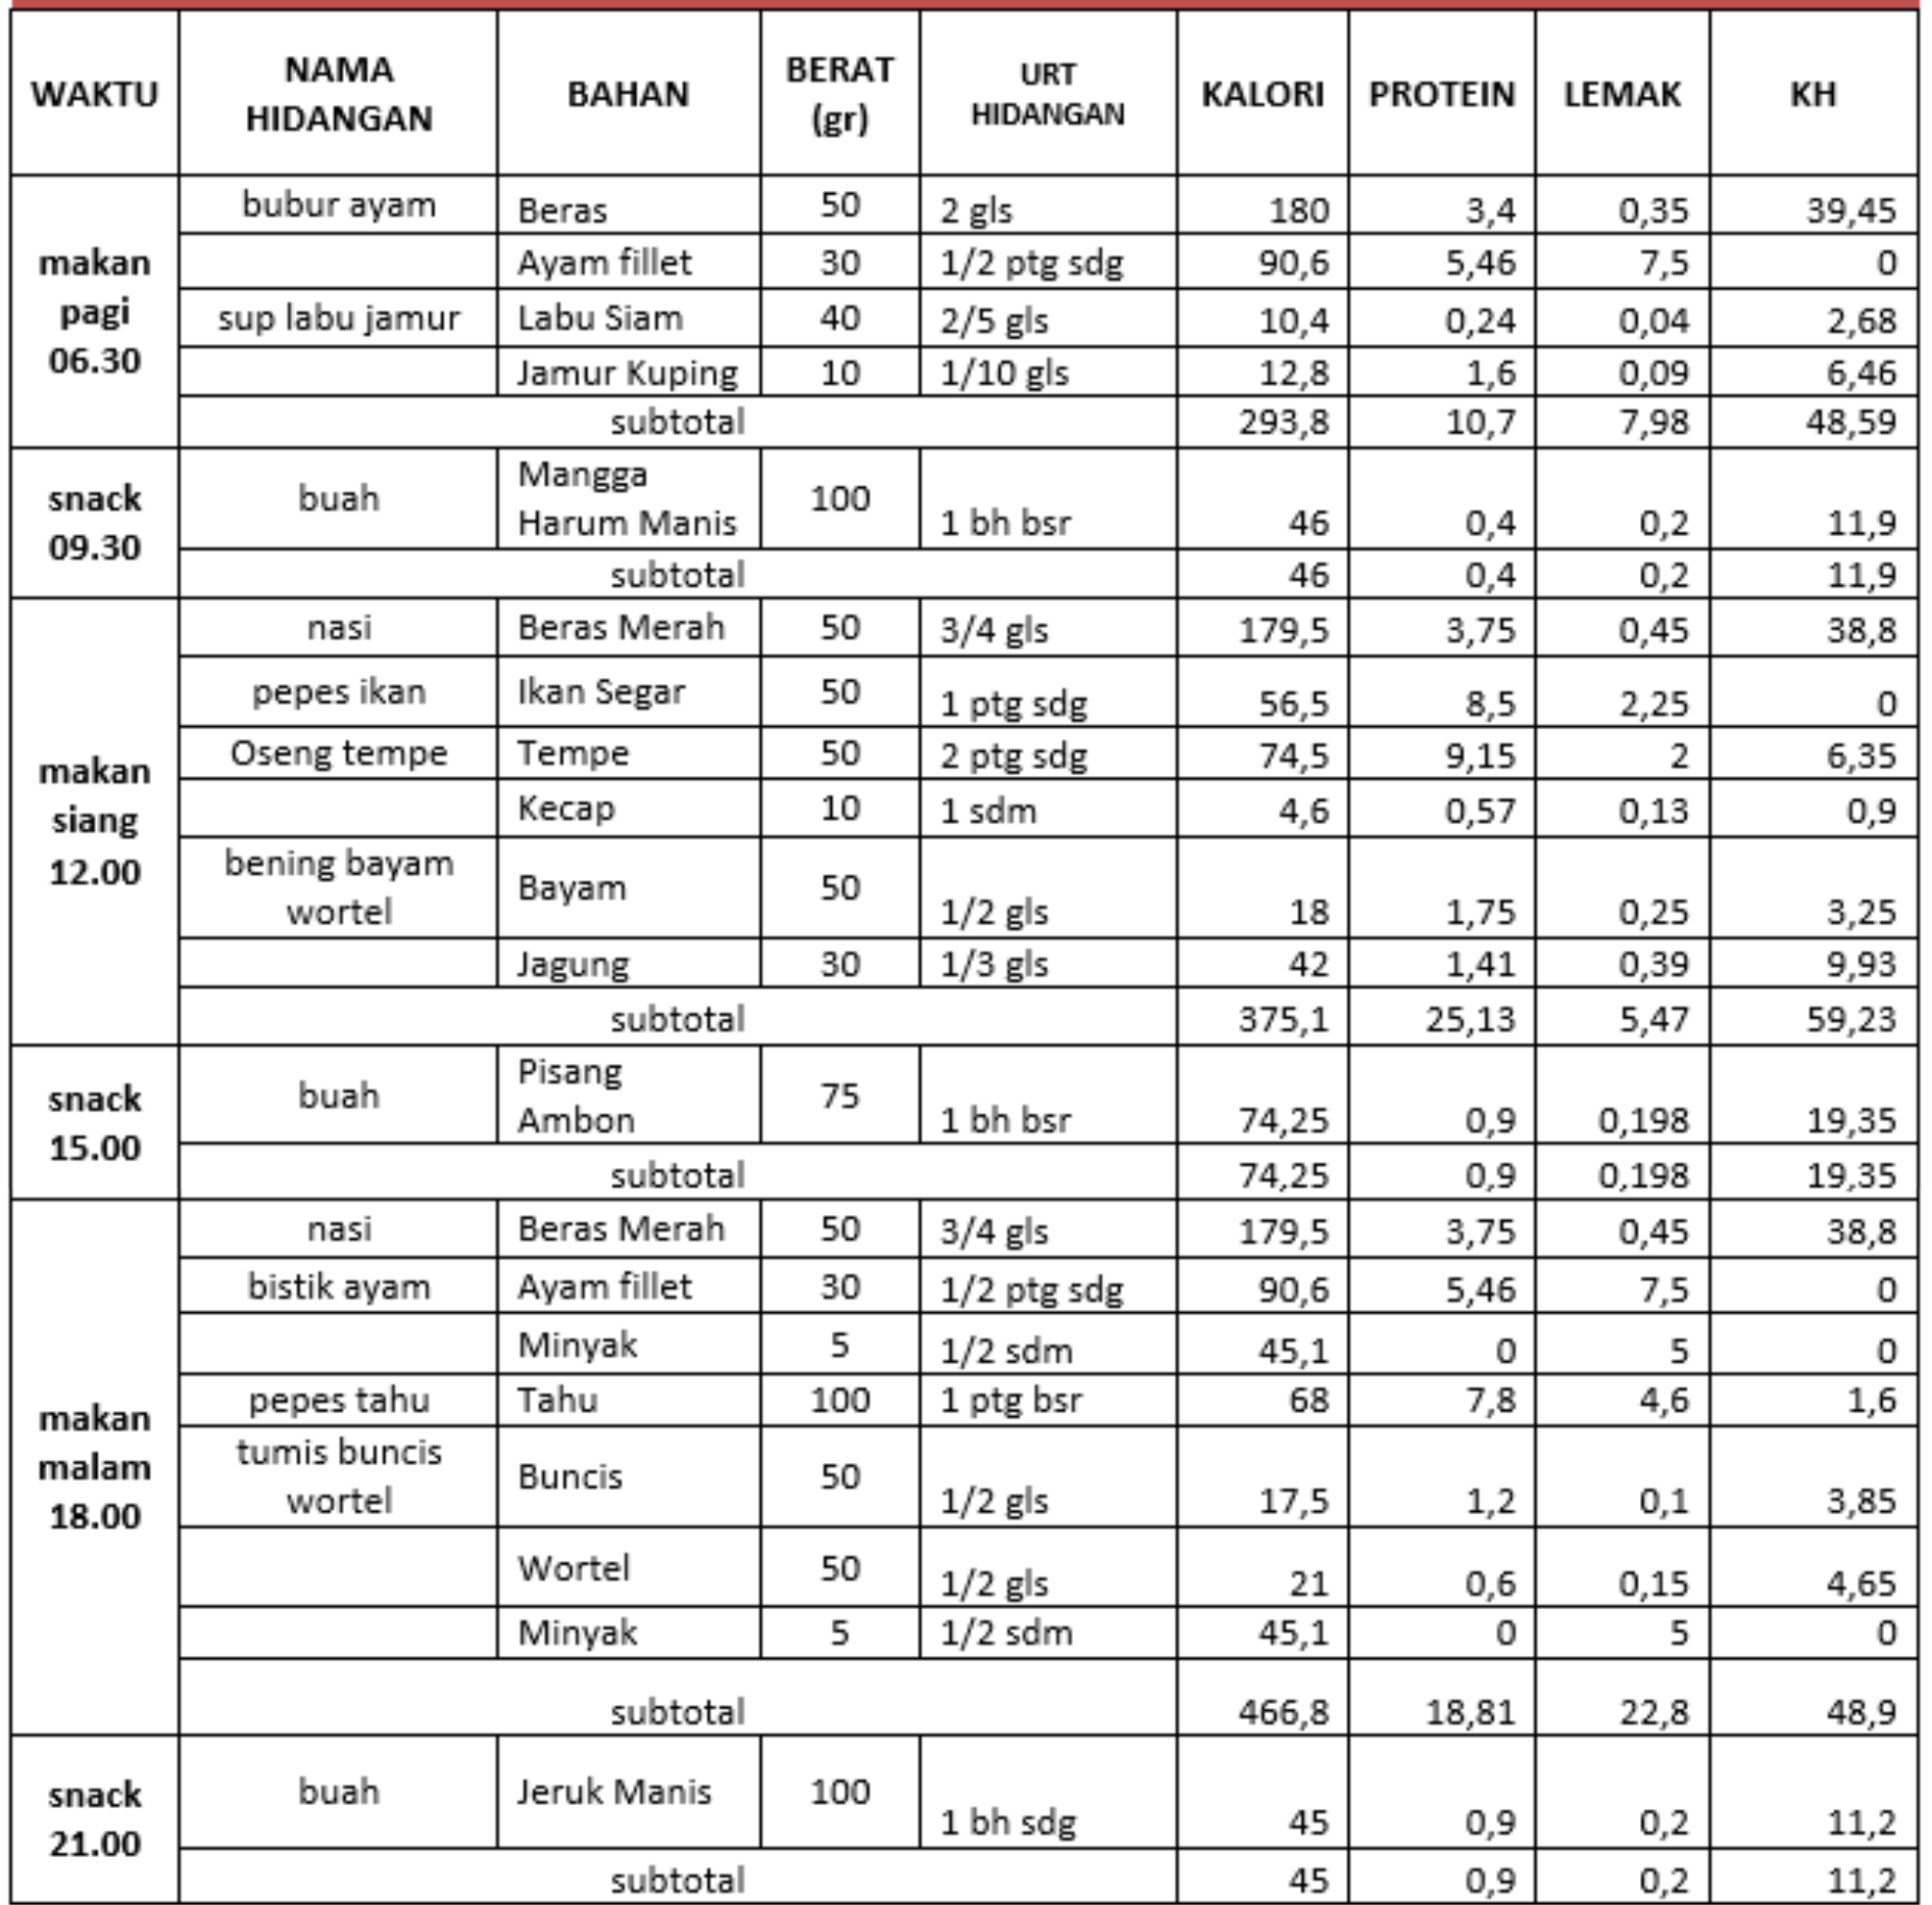 WAKTU NAMA HIDANGAN BAHAN BERAT (gr) URT HIDANGAN KALORI PROTEIN LEMAK KH
makan pagi 06.30
bubur ayam Beras 50 2 gls 180 3,4 0,35 39,45
Ayam fillet 30 1/2 ptg sdg 90,6 5,46 7,5 0
sup labu jamur Labu Siam 40 2/5 gls 10,4 0,24 0,04 2,68
Jamur Kuping 10 1/10 gls 12,8 1,6 0,09 6,46
subtotal 293,8 10,7 7,98 48,59
snack 09.30
buah Mangga Harum Manis 100 1 bh bsr 46 0,4 0,2 11,9
subtotal 46 0,4 0,2 11,9
makan siang 12.00
nasi Beras Merah 50 3/4 gls 179,5 3,75 0,45 38,8
pepes ikan Ikan Segar 50 1 ptg sdg 56,5 8,5 2,25 0
Oseng tempe Tempe 50 2 ptg sdg 74,5 9,15 2 6,35
Kecap 10 1 sdm 4,6 0,57 0,13 0,9
bening bayam wortel Bayam 50 1/2 gls 18 1,75 0,25 3,25
Jagung 30 1/3 gls 42 1,41 0,39 9,93
subtotal 375,1 25,13 5,47 59,23
snack 15.00
buah Pisang Ambon 75 1 bh bsr 74,25 0,9 0,198 19,35
subtotal 74,25 0,9 0,198 19,35
makan malam 18.00
nasi Beras Merah 50 3/4 gls 179,5 3,75 0,45 38,8
bistik ayam Ayam fillet 30 1/2 ptg sdg 90,6 5,46 7,5 0
Minyak 5 1/2 sdm 45,1 0 5 0
pepes tahu Tahu 100 1 ptg bsr 68 7,8 4,6 1,6
tumis buncis wortel Buncis 50 1/2 gls 17,5 1,2 0,1 3,85
Wortel 50 1/2 gls 21 0,6 0,15 4,65
Minyak 5 1/2 sdm 45,1 0 5 0
subtotal 466,8 18,81 22,8 48,9
snack 21.00
buah Jeruk Manis 100 1 bh sdg 45 0,9 0,2 11,2
subtotal 45 0,9 0,2 11,2